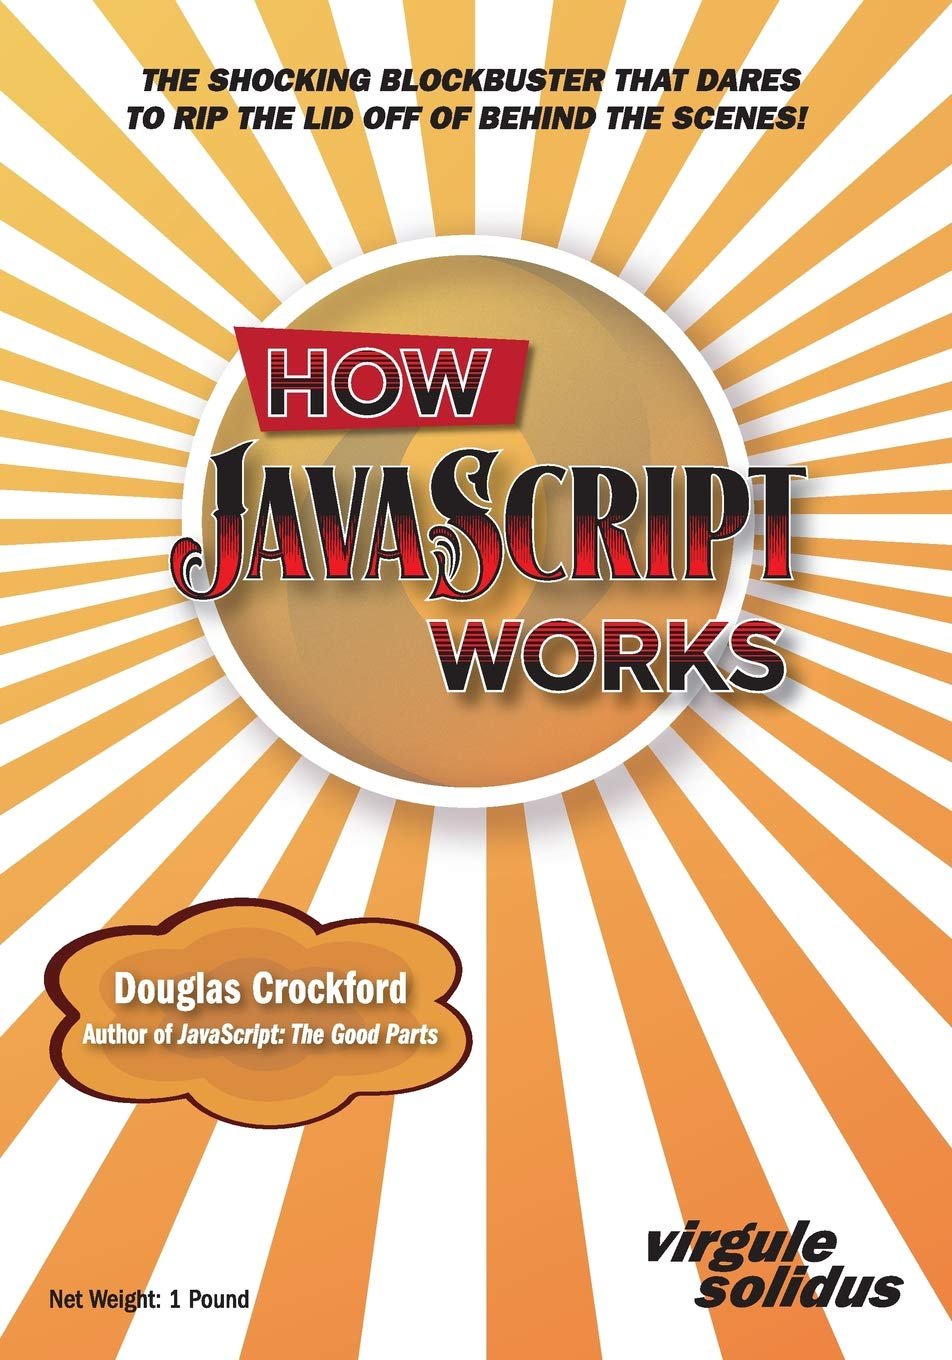 THE SHOCKING BLOCKBUSTER THAT DARES
TO RIP THE LID OFF OF BEHIND THE SCENES!
HOW
JAVASCRIPT
WORKS
Douglas Crockford
Author of JavaScript: The Good Parts
virgule
solidus
Net Weight: 1 Pound